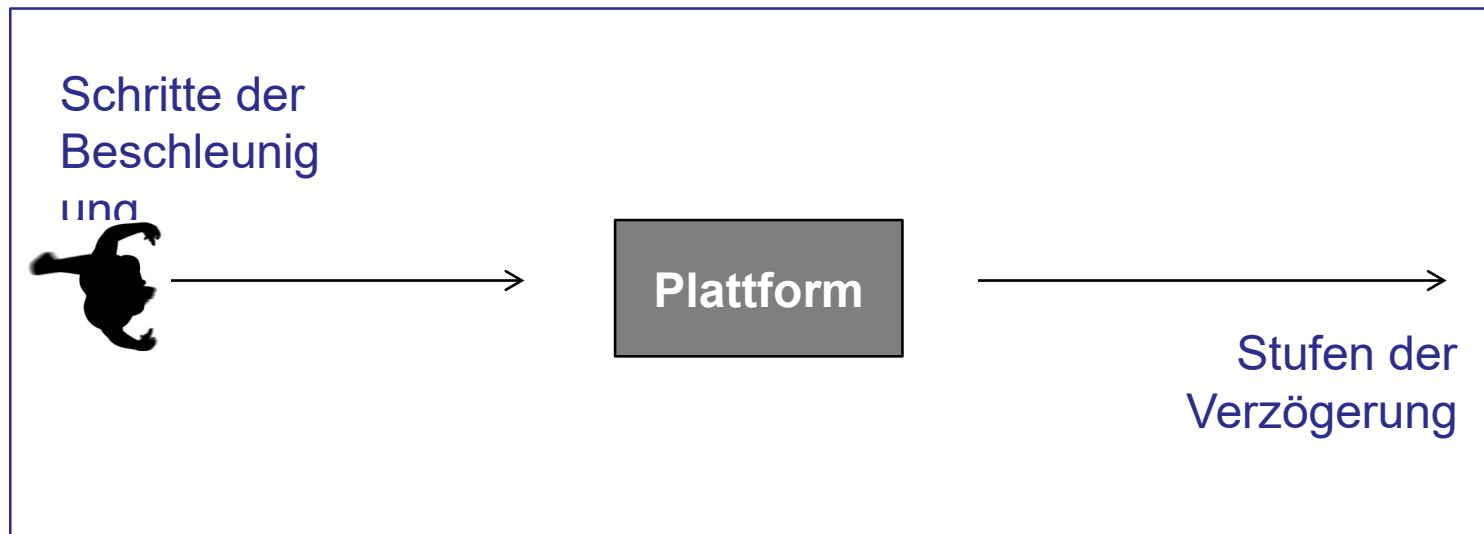 Schritte der
Beschleunig
ung
Plattform
Stufen der
Verzögerung